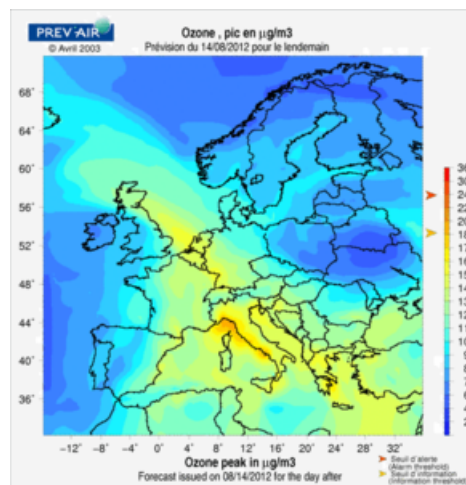 PREV'AIR
© Avril 2003
Ozone , pic en µg/m3
Prévision du 14/08/2012 pour le lendemain
68°
64°
60°
56°
52°
48°
44°
40°
36°
-12° -8° -4° 0° 4° 8° 12° 16° 20° 24° 28° 32°
Ozone peak in µg/m3
Forecast issued on 08/14/2012 for the day after
Seuil d'alerte
(Alarm threshold)
Seuil d'information
(Information threshold)